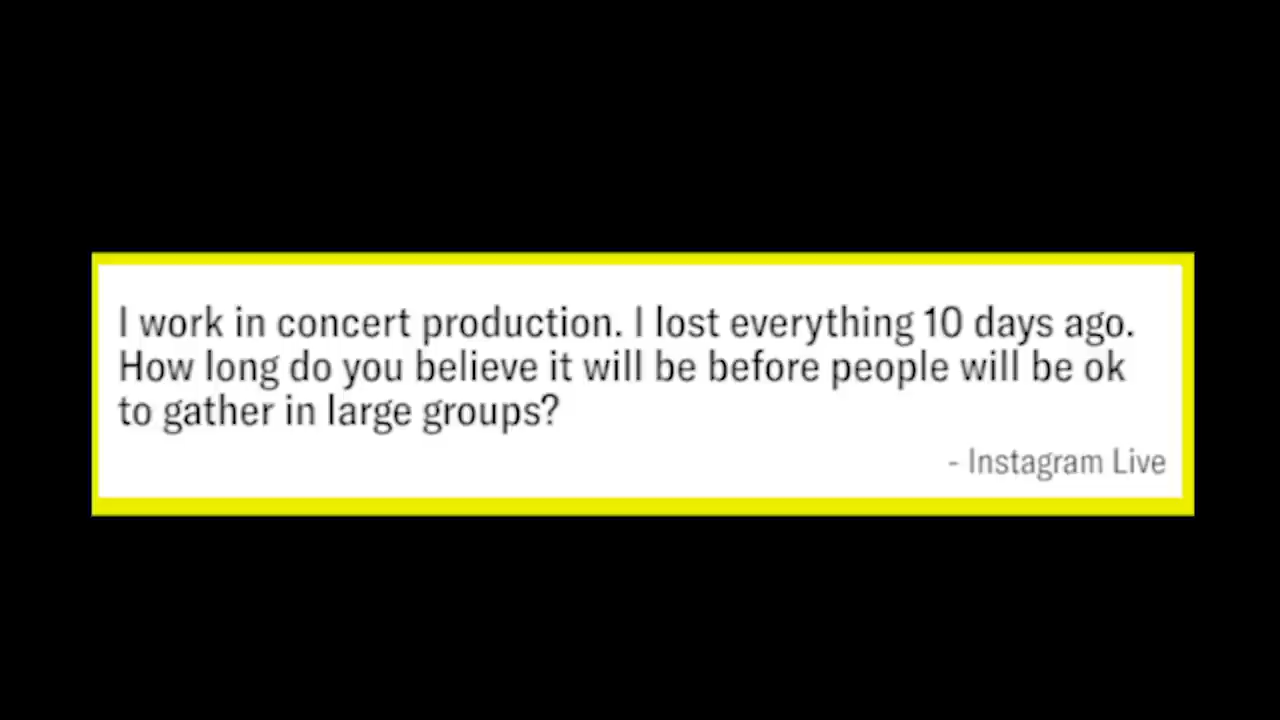 I work in concert production. I lost everything 10 days ago.
How long do you believe it will be before people will be ok
to gather in large groups?
- Instagram Live